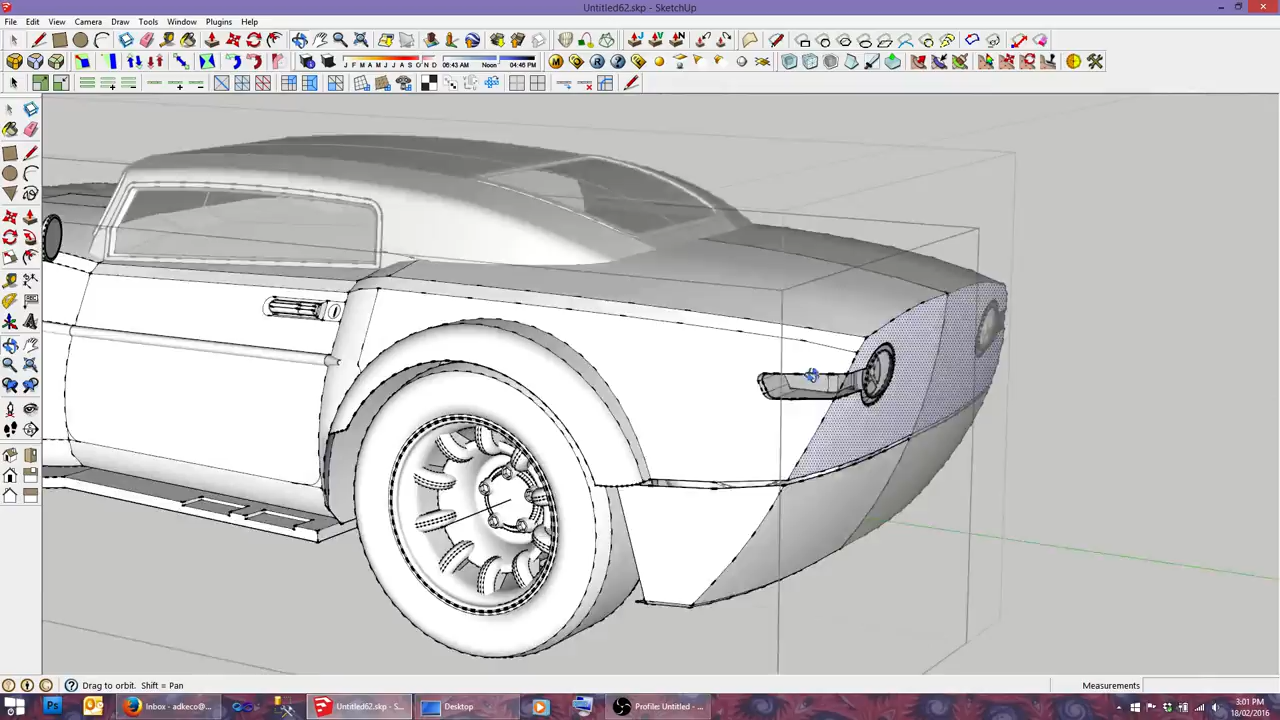 Untitled62.skp - SketchUp
File Edit View Camera Draw Tools Window Plugins Help
J F M A M J J A S O N D 06:43 AM Noon 04:46 PM
Drag to orbit. Shift = Pan
Measurements
Inbox - adkeco@...
Untitled62.skp - S...
Desktop
Profile: Untitled - ...
3:01 PM
18/02/2016